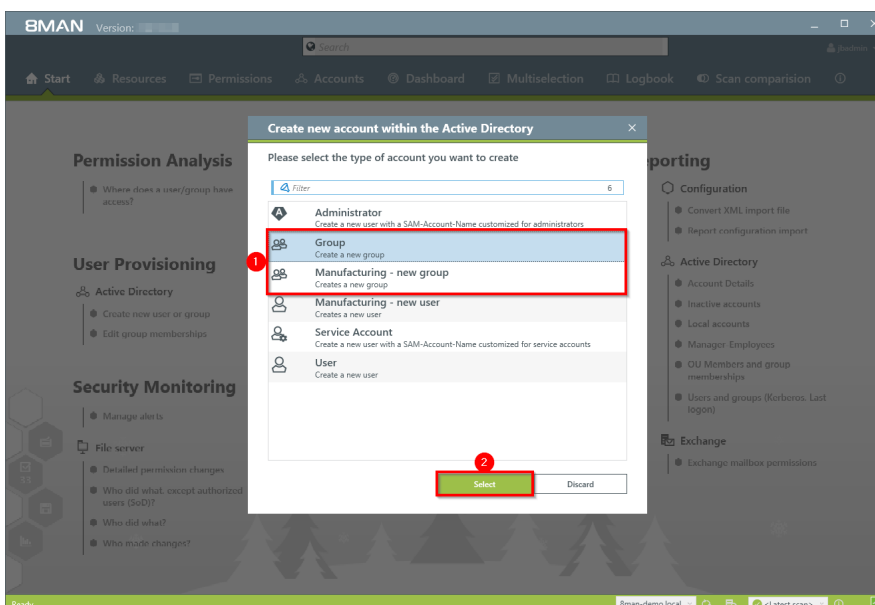 8MAN Version:
Search
jbadmin
Start Resources Permissions Accounts Dashboard Multiselection Logbook Scan comparision
Create new account within the Active Directory
Please select the type of account you want to create
Filter 6
Administrator
Create a new user with a SAM-Account-Name customized for administrators
1
Group
Create a new group
Manufacturing - new group
Creates a new group
Manufacturing - new user
Creates a new user
Service Account
Create a new user with a SAM-Account-Name customized for service accounts
User
Create a new user
2
Select Discard
Permission Analysis
Where does a user/group have
access?
User Provisioning
Active Directory
Create new user or group
Edit group memberships
Security Monitoring
Manage alerts
File server
Detailed permission changes
Who did what, except authorized
users (SoD)?
Who did what?
Who made changes?
porting
Configuration
Convert XML import file
Report configuration import
Active Directory
Account Details
Inactive accounts
Local accounts
Manager-Employees
OU Members and group
memberships
Users and groups (Kerberos, Last
logon)
Exchange
Exchange mailbox permissions
Ready
8man-demo.local <Latest scan>